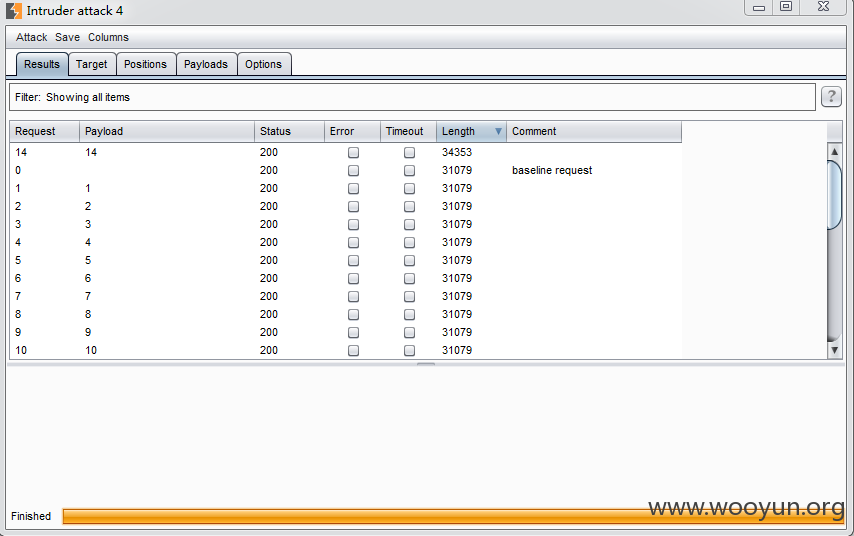 Intruder attack 4
Attack Save Columns
Results Target Positions Payloads Options
Filter: Showing all items ?
Request Payload Status Error Timeout Length Comment
14 14 200 34353
0 200 31079 baseline request
1 1 200 31079
2 2 200 31079
3 3 200 31079
4 4 200 31079
5 5 200 31079
6 6 200 31079
7 7 200 31079
8 8 200 31079
9 9 200 31079
10 10 200 31079
www.wooyun.org
Finished